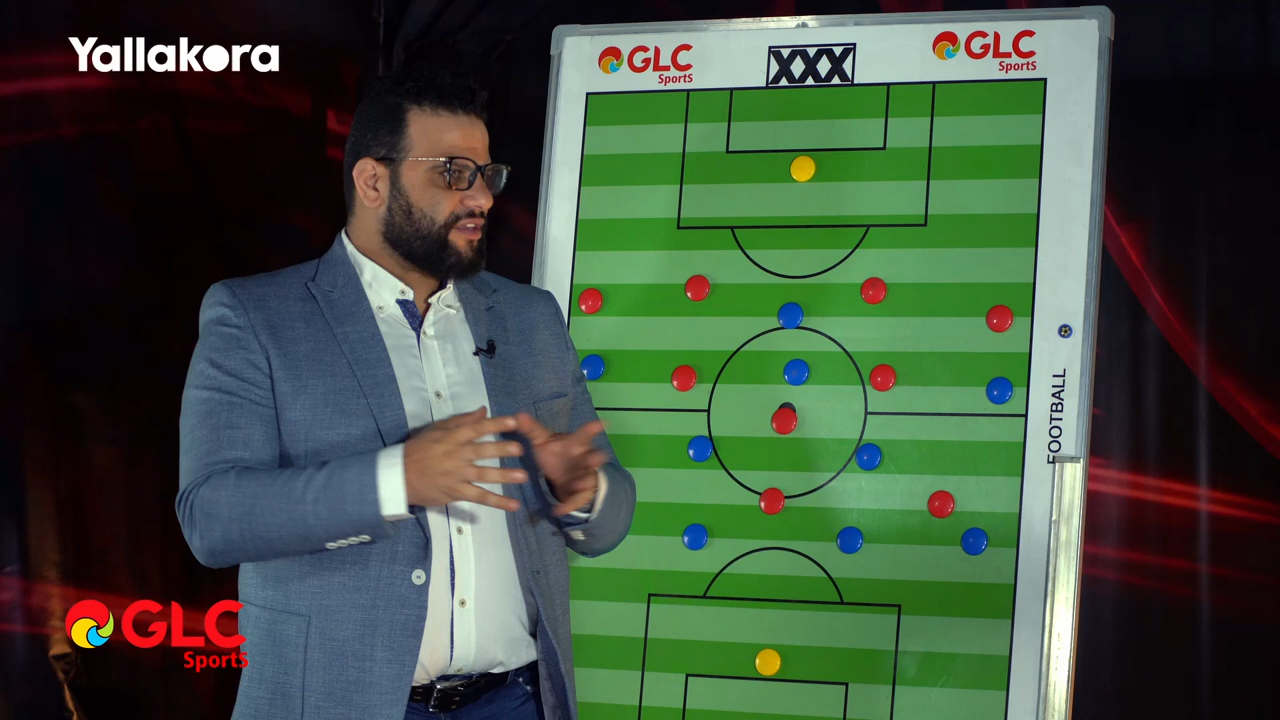 Yallakora
GLC
Sports
XXX
GLC
Sports
FOOTBALL
GLC
Sports